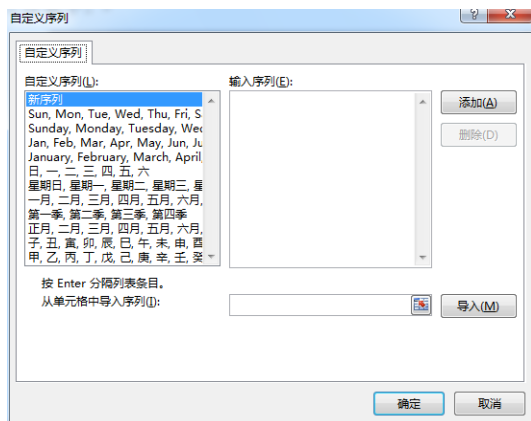 自定义序列
自定义序列
自定义序列(L):
输入序列(E):
新序列
Sun, Mon, Tue, Wed, Thu, Fri, S
Sunday, Monday, Tuesday, Wed
Jan, Feb, Mar, Apr, May, Jun, Ju
January, February, March, April,
日, 一, 二, 三, 四, 五, 六
星期日, 星期一, 星期二, 星期三, 星
一月, 二月, 三月, 四月, 五月, 六月,
第一季, 第二季, 第三季, 第四季
正月, 二月, 三月, 四月, 五月, 六月,
子, 丑, 寅, 卯, 辰, 巳, 午, 未, 申, 酉
甲, 乙, 丙, 丁, 戊, 己, 庚, 辛, 壬, 癸
添加(A)
删除(D)
按 Enter 分隔列表条目。
从单元格中导入序列(I):
导入(M)
确定
取消